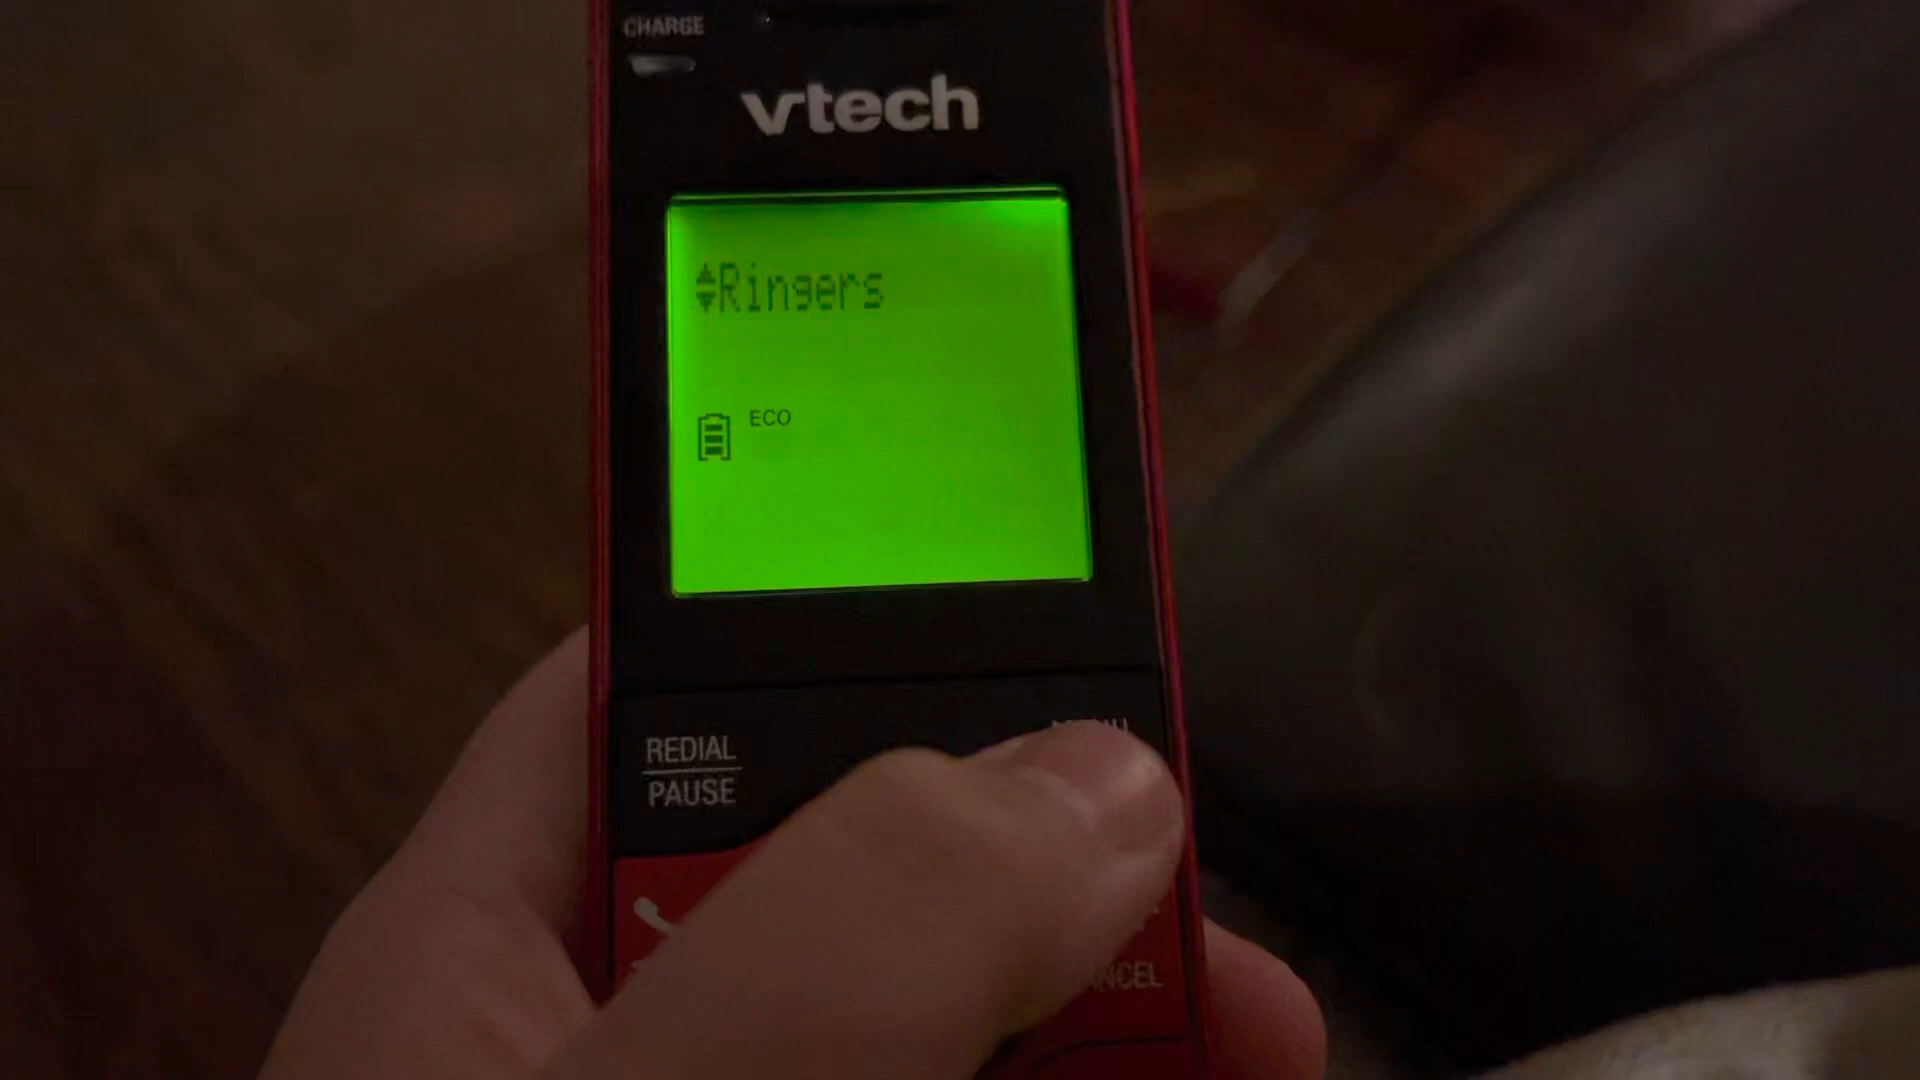 CHARGE
vtech
Ringers
ECO
REDIAL
PAUSE